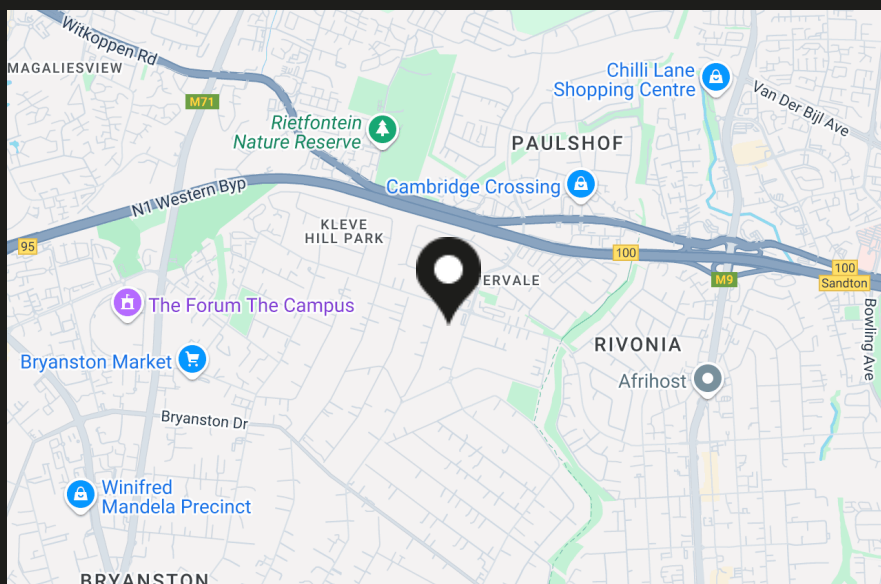 Witkoppen Rd
MAGALIESVIEW
M71
Chilli Lane
Shopping Centre
Van Der Bijl Ave
Rietfontein
Nature Reserve
PAULSHOF
Cambridge Crossing
N1 Western Byp
95
KLEVE
HILL PARK
100
100
Sandton
M9
ERVALE
The Forum The Campus
Bowling Ave
RIVONIA
Bryanston Market
Afrihost
Bryanston Dr
Winifred
Mandela Precinct
BRYANSTON